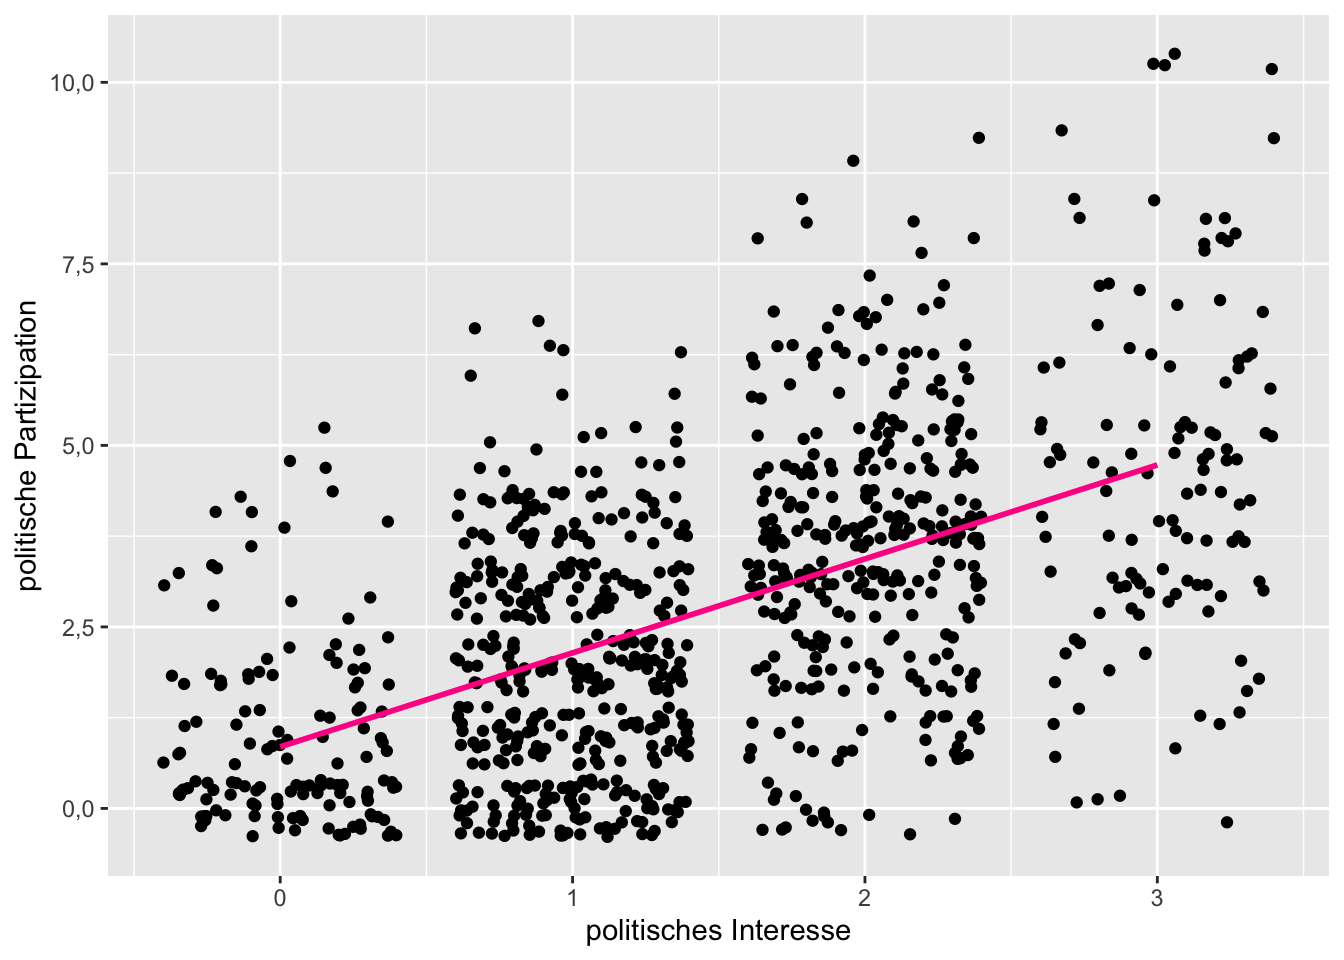 politische Partizipation
10,0
7,5
5,0
2,5
0,0
0 1 2 3
politisches Interesse